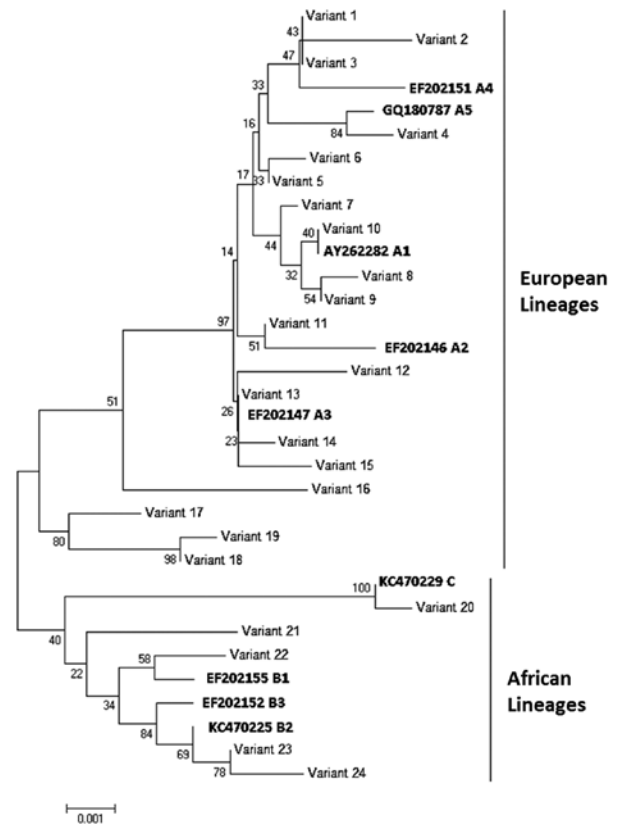 Variant 1
43
Variant 2
47
Variant 3
33
EF202151 A4
GQ180787 A5
16
84
Variant 4
Variant 6
17
33
Variant 5
Variant 7
40
Variant 10
44
AY262282 A1
14
32
Variant 8
54
Variant 9
European
Lineages
97
Variant 11
51
EF202146 A2
Variant 12
Variant 13
51
26
EF202147 A3
23
Variant 14
Variant 15
Variant 16
Variant 17
80
Variant 19
98
Variant 18
100
KC470229 C
Variant 20
40
Variant 21
22
58
Variant 22
EF202155 B1
African
Lineages
34
EF202152 B3
84
KC470225 B2
69
Variant 23
78
Variant 24
0.001